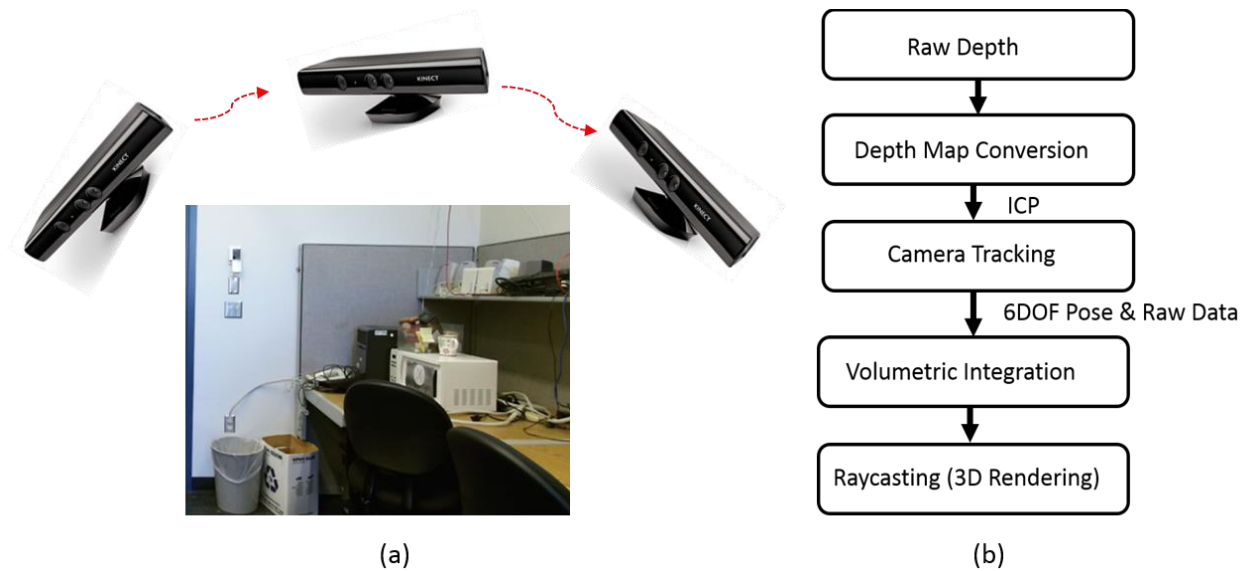 KINECT
KINECT
KINECT
(a)
Raw Depth
Depth Map Conversion
ICP
Camera Tracking
6DOF Pose & Raw Data
Volumetric Integration
Raycasting (3D Rendering)
(b)